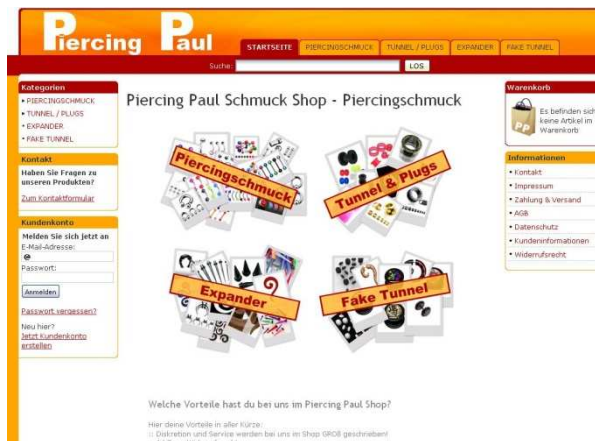 Piercing Paul
STARTSEITE PIERCINGSCHMUCK TUNNEL / PLUGS EXPANDER FAKE TUNNEL
Suche: LOS
Kategorien
PIERCINGSCHMUCK
TUNNEL / PLUGS
EXPANDER
FAKE TUNNEL
Kontakt
Haben Sie Fragen zu
unseren Produkten?
Zum Kontaktformular
Kundenkonto
Melden Sie sich jetzt an
E-Mail-Adresse:
@
Passwort:
Anmelden
Passwort vergessen?
Neu hier?
Jetzt Kundenkonto
erstellen
Piercing Paul Schmuck Shop - Piercingschmuck
Piercingschmuck
Tunnel & Plugs
Expander
Fake Tunnel
Welche Vorteile hast du bei uns im Piercing Paul Shop?
Hier deine Vorteile in aller Kürze:
:: Diskretion und Service werden bei uns im Shop GROß geschrieben!
Warenkorb
PP
Es befinden sich
keine Artikel im
Warenkorb
Informationen
Kontakt
Impressum
Zahlung & Versand
AGB
Datenschutz
Kundeninformationen
Widerrufsrecht